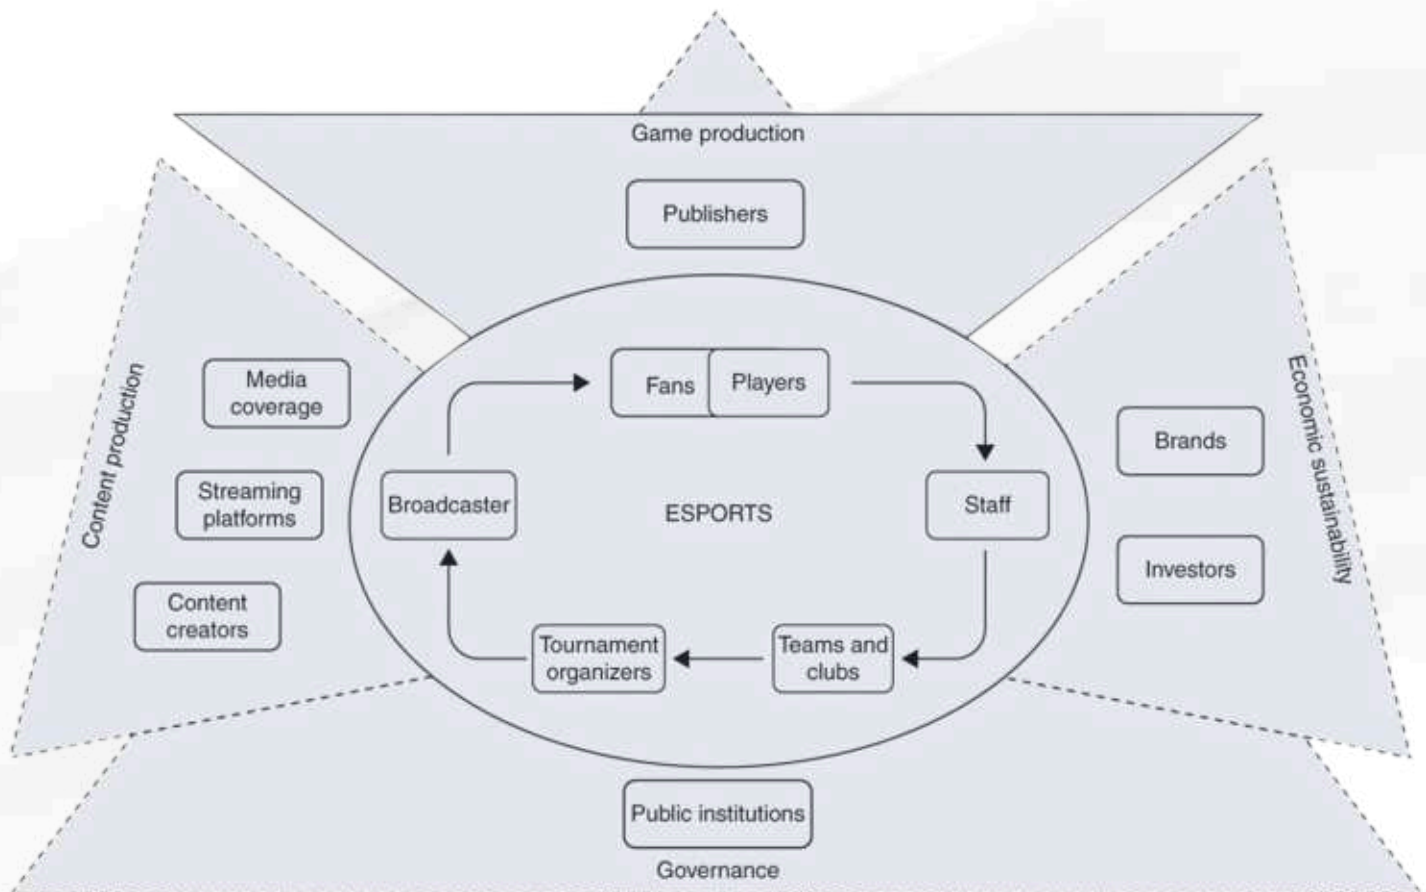 Game production
Publishers
Content production
Media
coverage
Streaming
platforms
Content
creators
Fans
Players
Broadcaster
ESPORTS
Staff
Tournament
organizers
Teams and
clubs
Brands
Investors
Economic sustainability
Public institutions
Governance